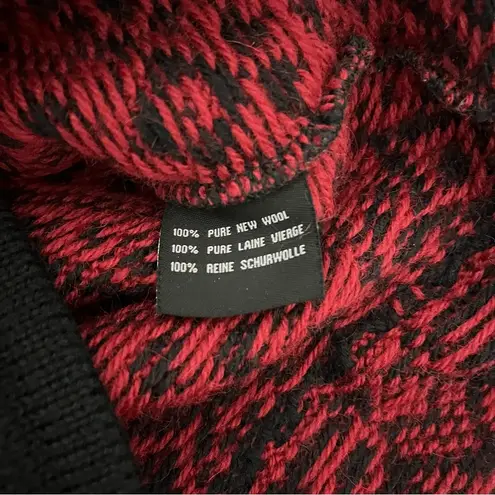 100% PURE NEW WOOL
100% PURE LAINE VIERGE
100% REINE SCHURWOLLE